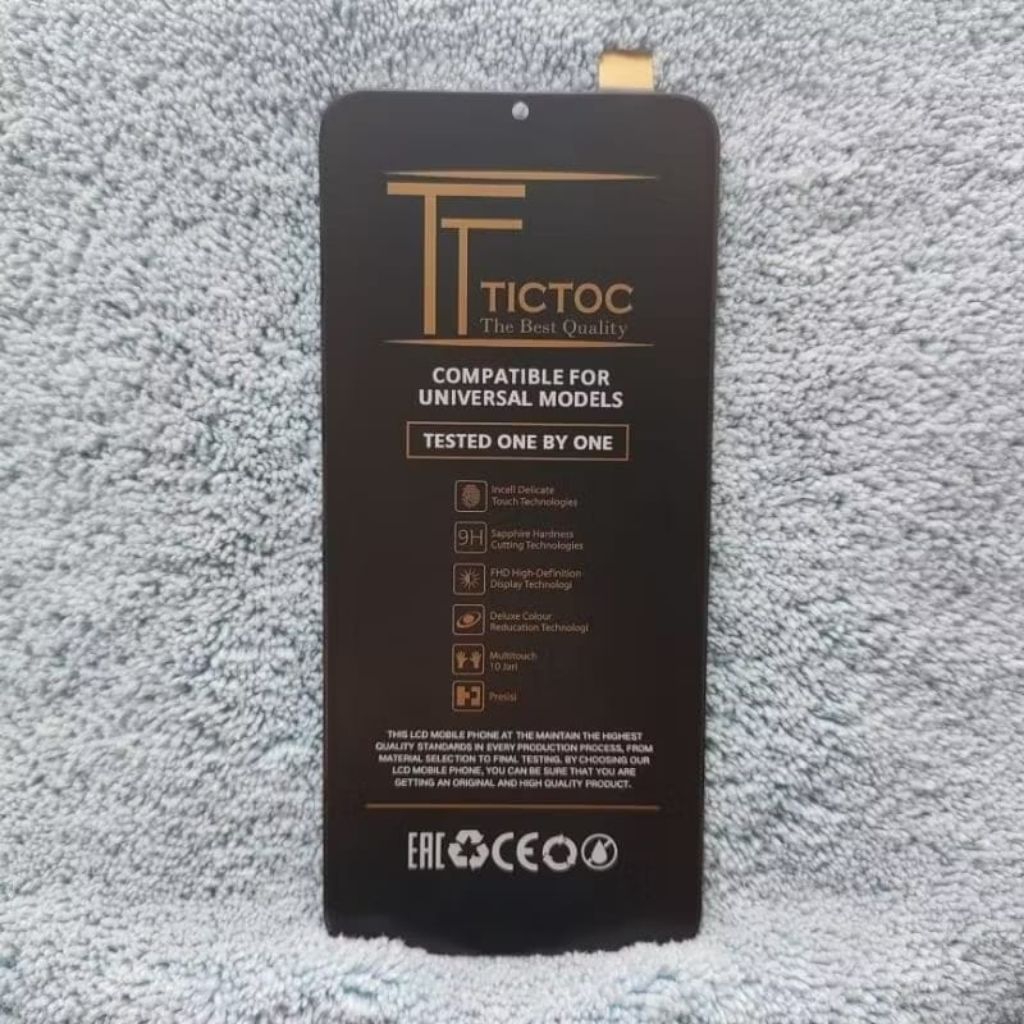 TT
TICTOC
The Best Quality
COMPATIBLE FOR
UNIVERSAL MODELS
TESTED ONE BY ONE
Incell Delicate
Touch Technologies
9H
Sapphire Hardness
Cutting Technologies
FHD High-Definition
Display Technologi
Deluxe Colour
Reducation Technologi
Multitouch
10 Jari
Presisi
THIS LCD MOBILE PHONE AT THE MAINTAIN THE HIGHEST
QUALITY STANDARDS IN EVERY PRODUCTION PROCESS, FROM
MATERIAL SELECTION TO FINAL TESTING. BY CHOOSING OUR
LCD MOBILE PHONE, YOU CAN BE SURE THAT YOU ARE
GETTING AN ORIGINAL AND HIGH QUALITY PRODUCT.
EAC CE